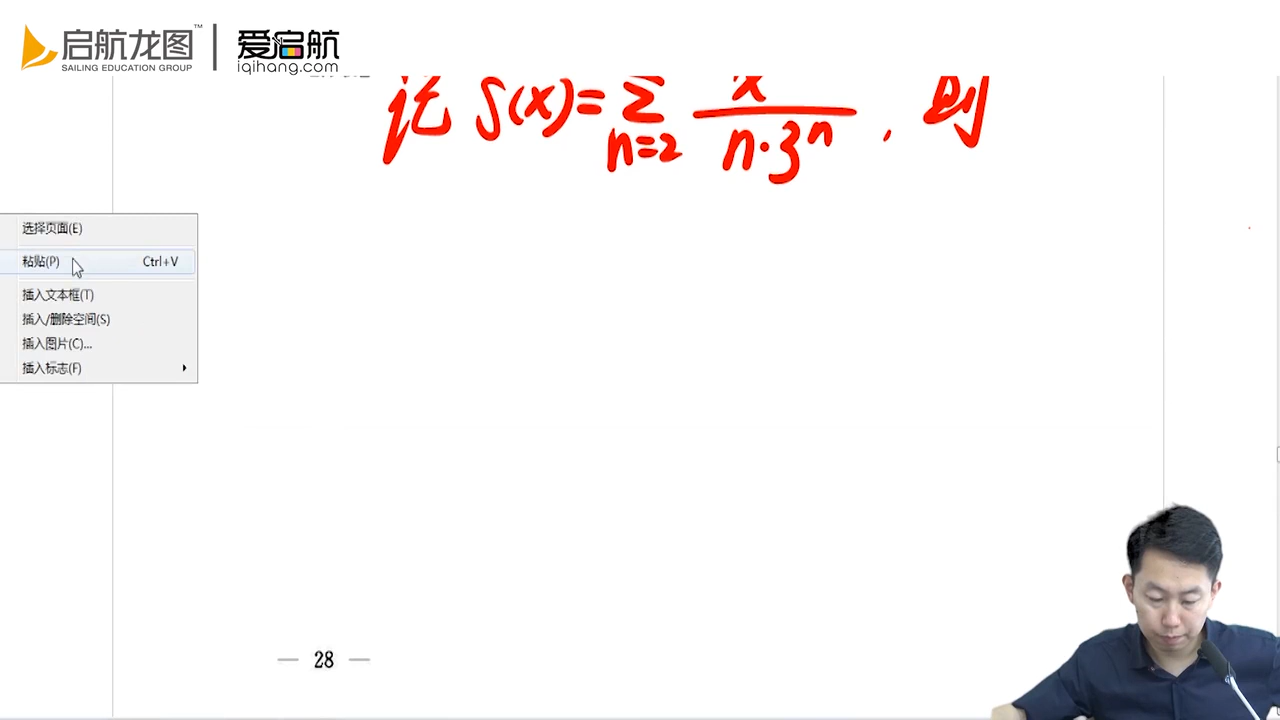 启航龙图™ 爱启航
SAILING EDUCATION GROUP iqihang.com
记 S(x)=∑ x
n=2 n·3ⁿ , 则
选择页面(E)
粘贴(P) Ctrl+V
插入文本框(T)
插入/删除空间(S)
插入图片(C)...
插入标志(F)
— 28 —